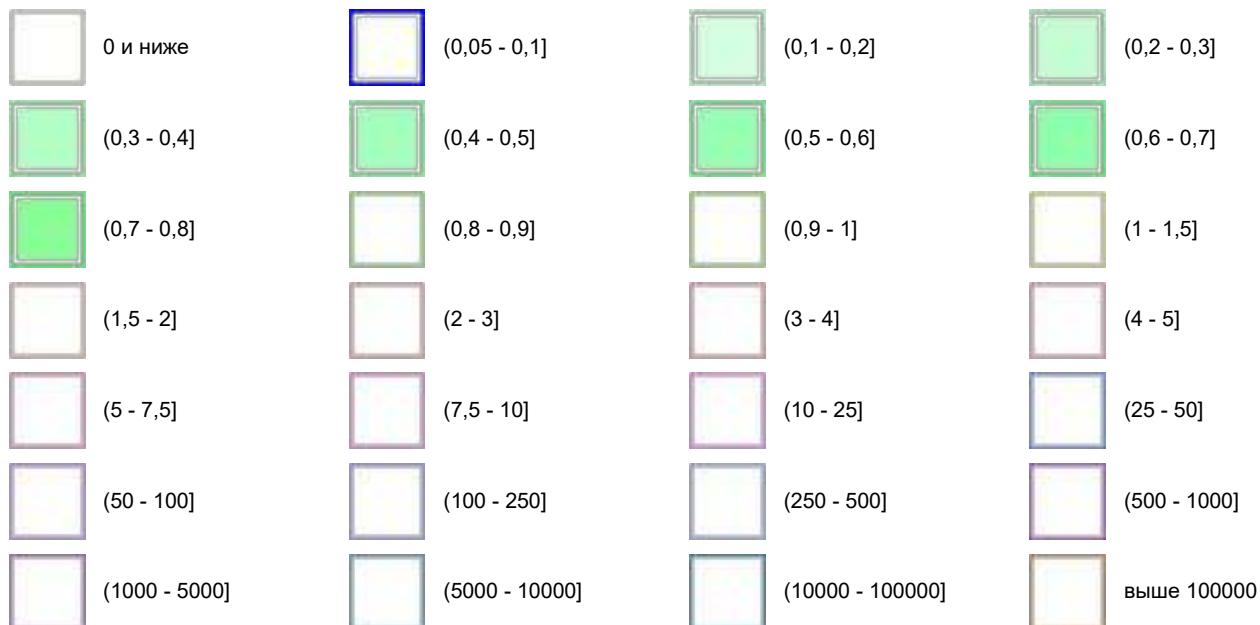 0 и ниже (0,05 - 0,1] (0,1 - 0,2] (0,2 - 0,3]
(0,3 - 0,4] (0,4 - 0,5] (0,5 - 0,6] (0,6 - 0,7]
(0,7 - 0,8] (0,8 - 0,9] (0,9 - 1] (1 - 1,5]
(1,5 - 2] (2 - 3] (3 - 4] (4 - 5]
(5 - 7,5] (7,5 - 10] (10 - 25] (25 - 50]
(50 - 100] (100 - 250] (250 - 500] (500 - 1000]
(1000 - 5000] (5000 - 10000] (10000 - 100000] выше 100000